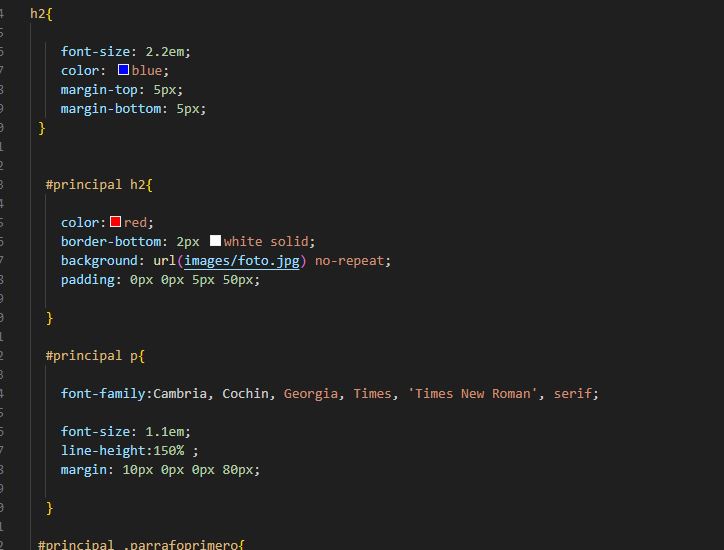 h2{
font-size: 2.2em;
color: blue;
margin-top: 5px;
margin-bottom: 5px;
}
#principal h2{
color: red;
border-bottom: 2px white solid;
background: url(images/foto.jpg) no-repeat;
padding: 0px 0px 5px 50px;
}
#principal p{
font-family:Cambria, Cochin, Georgia, Times, 'Times New Roman', serif;
font-size: 1.1em;
line-height:150% ;
margin: 10px 0px 0px 80px;
}
#principal .parrafoprimero{